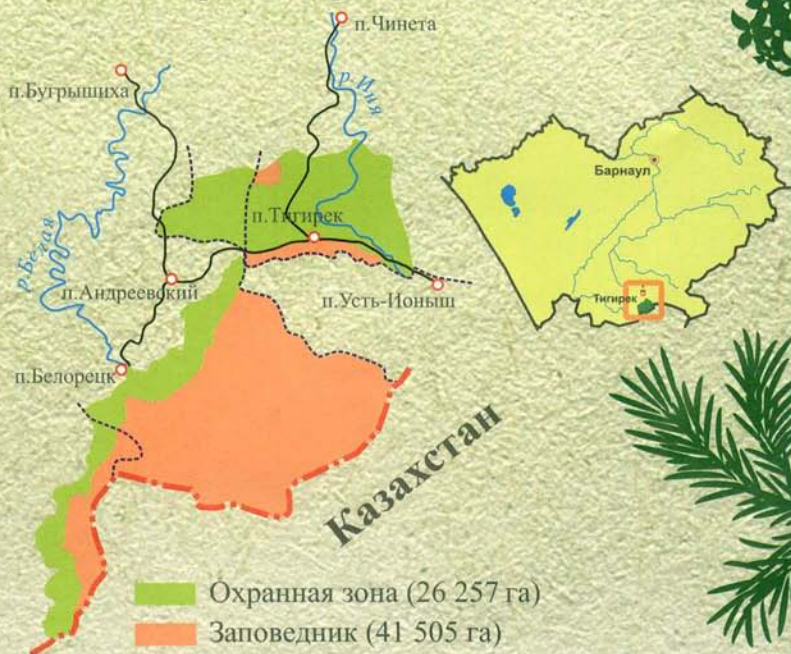 п.Чинета
п.Бугрышиха
р.Иня
Барнаул
р.Белая
п.Тигирек
п.Андреевский
п.Усть-Ионыш
Тигирек
п.Белорецк
Казахстан
Охранная зона (26 257 га)
Заповедник (41 505 га)